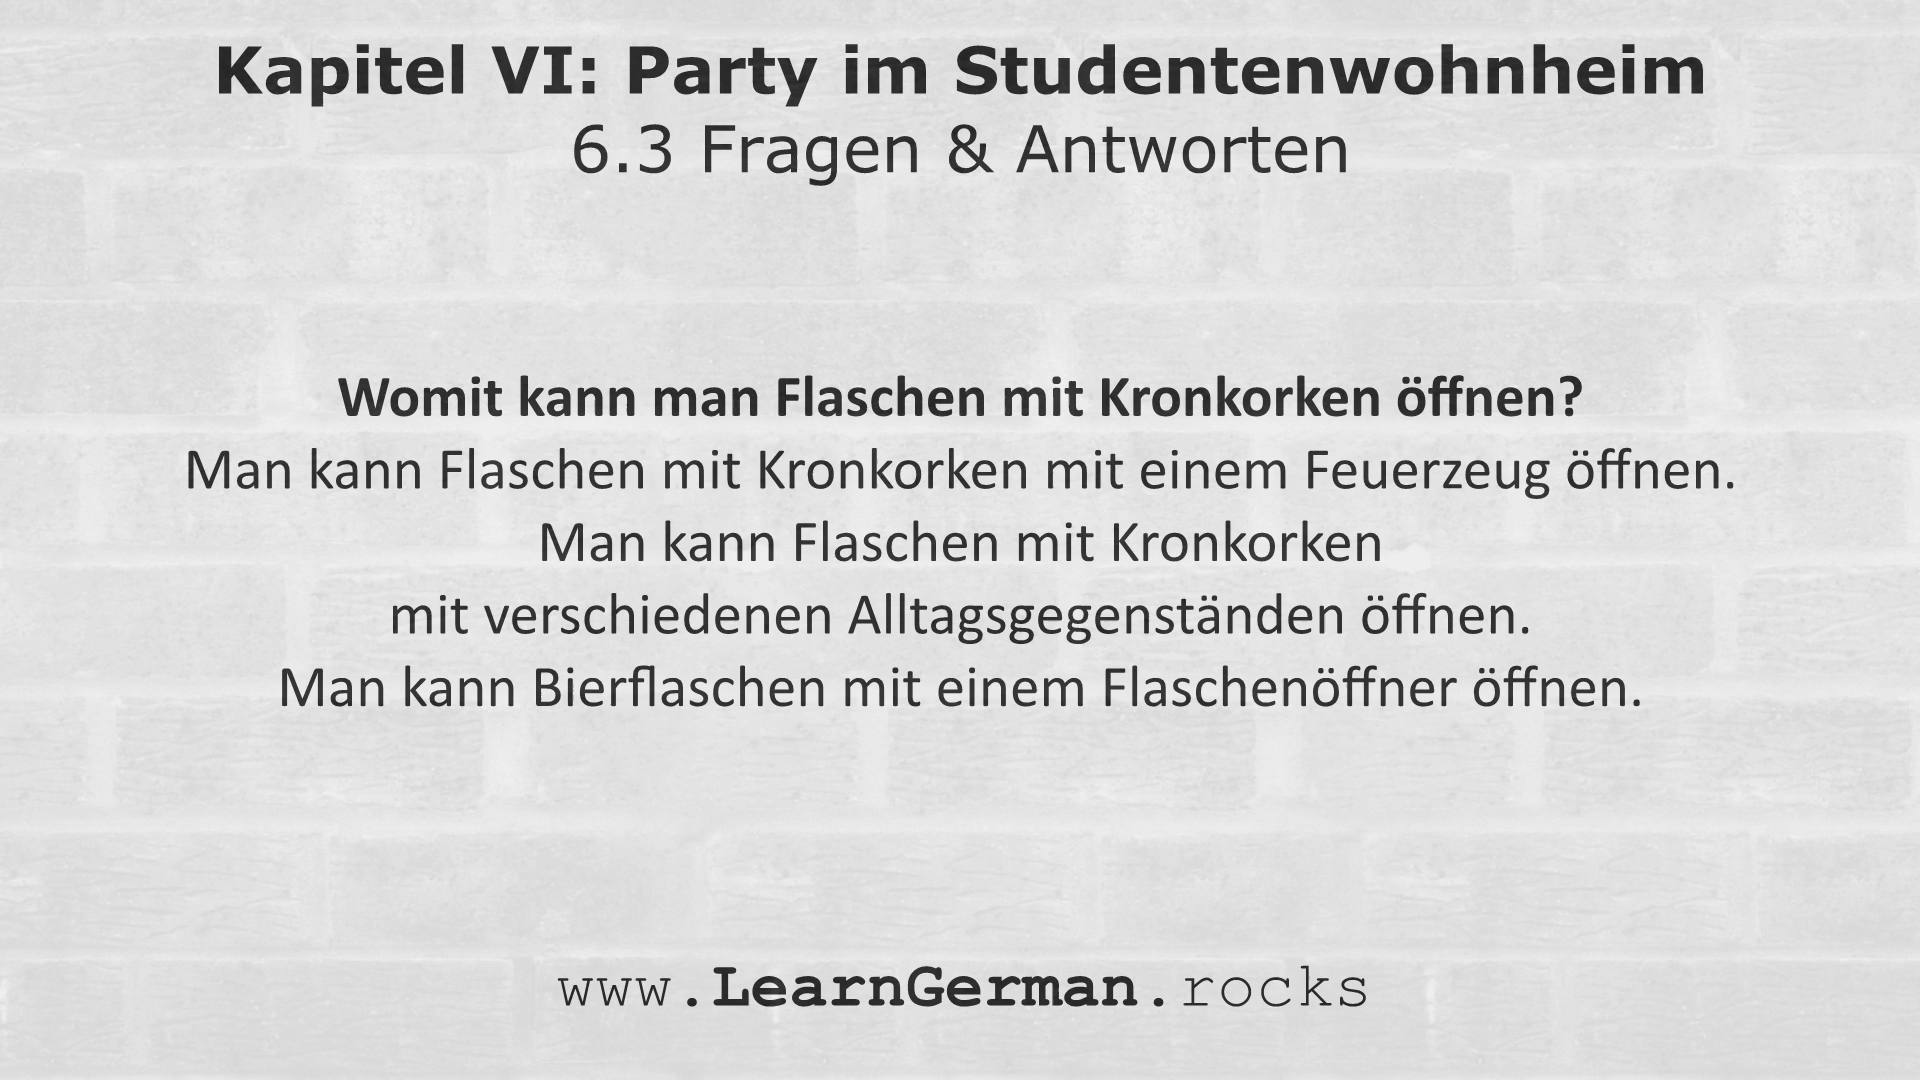 Kapitel VI: Party im Studentenwohnheim
6.3 Fragen & Antworten
Womit kann man Flaschen mit Kronkorken öffnen?
Man kann Flaschen mit Kronkorken mit einem Feuerzeug öffnen.
Man kann Flaschen mit Kronkorken
mit verschiedenen Alltagsgegenständen öffnen.
Man kann Bierflaschen mit einem Flaschenöffner öffnen.
www.LearnGerman.rocks